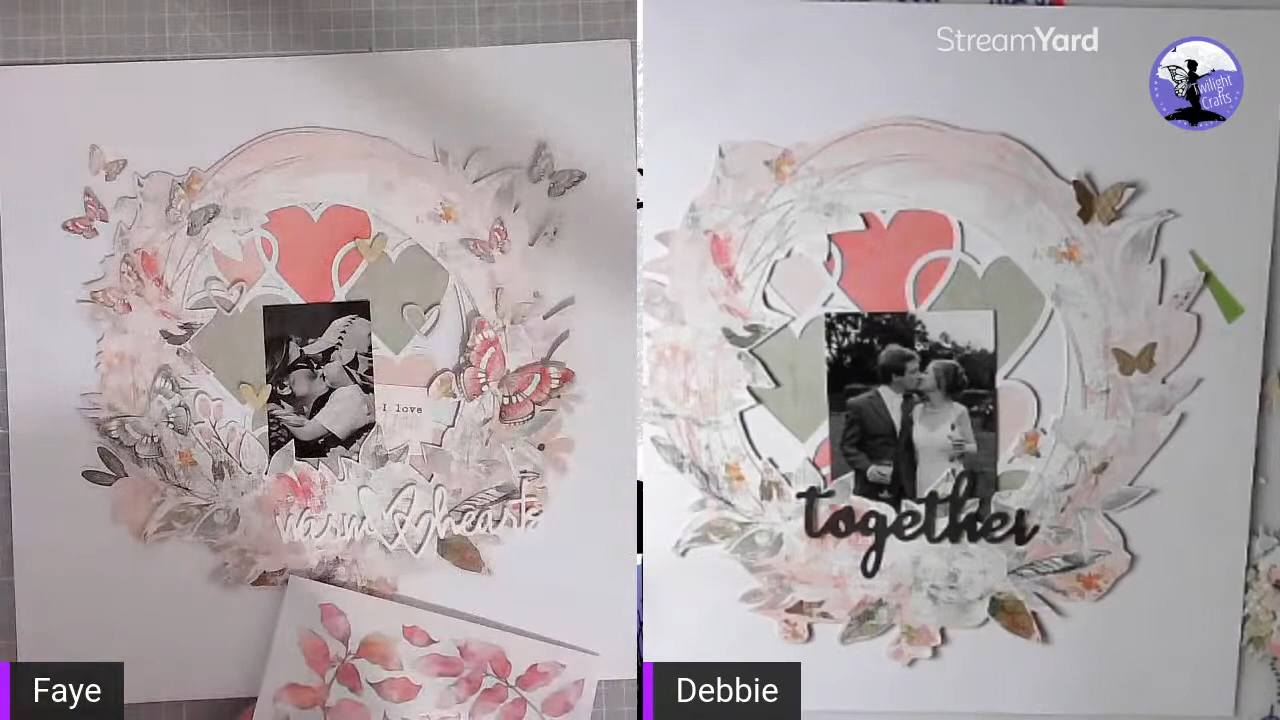 StreamYard
Twilight
Crafts
I love
warm hearts
together
Faye
Debbie